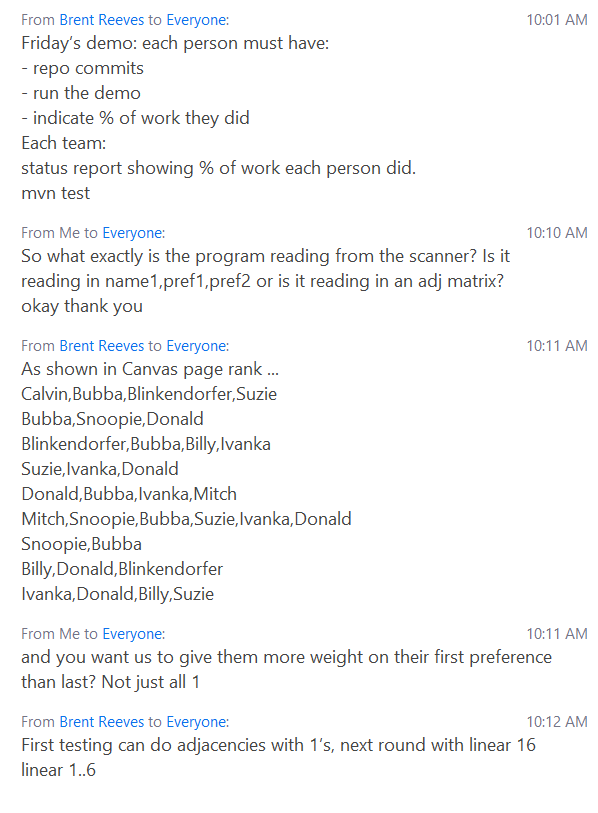 From Brent Reeves to Everyone: 10:01 AM
Friday's demo: each person must have:
- repo commits
- run the demo
- indicate % of work they did
Each team:
status report showing % of work each person did.
mvn test
From Me to Everyone: 10:10 AM
So what exactly is the program reading from the scanner? Is it
reading in name1,pref1,pref2 or is it reading in an adj matrix?
okay thank you
From Brent Reeves to Everyone: 10:11 AM
As shown in Canvas page rank ...
Calvin,Bubba,Blinkendorfer,Suzie
Bubba,Snoopie,Donald
Blinkendorfer,Bubba,Billy,Ivanka
Suzie,Ivanka,Donald
Donald,Bubba,Ivanka,Mitch
Mitch,Snoopie,Bubba,Suzie,Ivanka,Donald
Snoopie,Bubba
Billy,Donald,Blinkendorfer
Ivanka,Donald,Billy,Suzie
From Me to Everyone: 10:11 AM
and you want us to give them more weight on their first preference
than last? Not just all 1
From Brent Reeves to Everyone: 10:12 AM
First testing can do adjacencies with 1's, next round with linear 16
linear 1..6